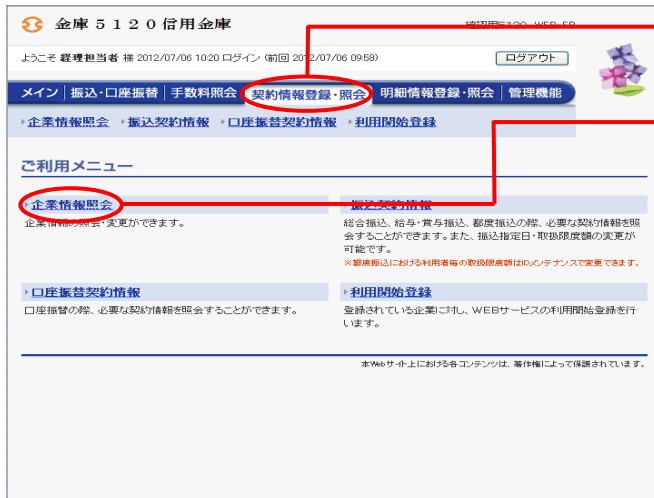 金庫５１２０信用金庫
ようこそ 経理担当者 様 2012/07/06 10:20 ログイン (前回 2012/07/06 09:58)
ログアウト
メイン 振込・口座振替 手数料照会 契約情報登録・照会 明細情報登録・照会 管理機能
企業情報照会 振込契約情報 口座振替契約情報 利用開始登録
ご利用メニュー
企業情報照会
企業情報の照会・変更ができます。
振込契約情報
総合振込、給与・賞与振込、都度振込の際、必要な契約情報を照
会することができます。また、振込指定日・取扱限度額の変更が
可能です。
※都度振込における利用者毎の取扱限度額はIDメンテナンスで変更できます。
口座振替契約情報
口座振替の際、必要な契約情報を照会することができます。
利用開始登録
登録されている企業に対し、ＷＥＢサービスの利用開始登録を行
います。
本Webサイト上における各コンテンツは、著作権によって保護されています。